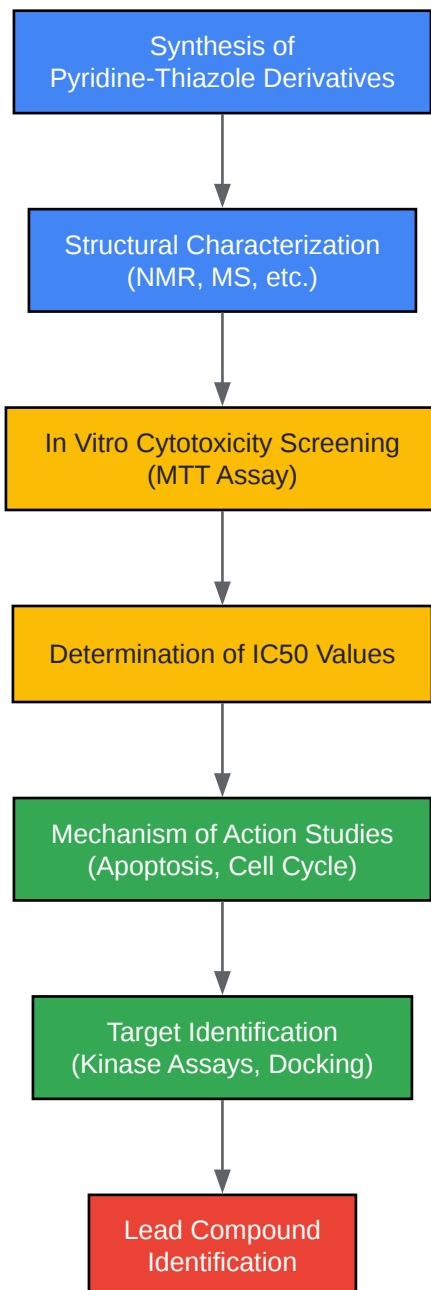 Synthesis of
Pyridine-Thiazole Derivatives
Structural Characterization
(NMR, MS, etc.)
In Vitro Cytotoxicity Screening
(MTT Assay)
Determination of IC50 Values
Mechanism of Action Studies
(Apoptosis, Cell Cycle)
Target Identification
(Kinase Assays, Docking)
Lead Compound
Identification